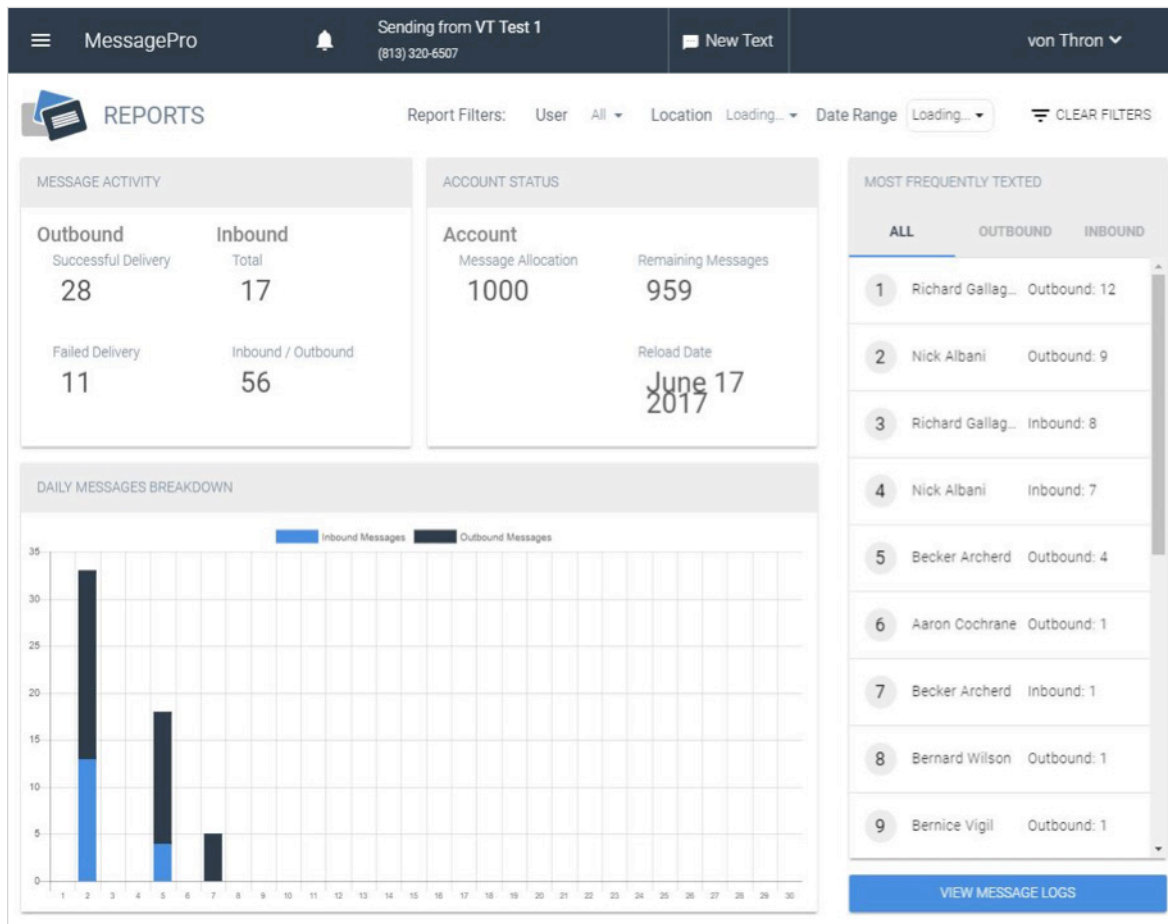 MessagePro
Sending from VT Test 1
(813) 320-6507
New Text
von Thron
REPORTS
Report Filters: User All Location Loading... Date Range Loading... CLEAR FILTERS
MESSAGE ACTIVITY
Outbound Inbound
Successful Delivery Total
28 17
Failed Delivery Inbound / Outbound
11 56
ACCOUNT STATUS
Account
Message Allocation Remaining Messages
1000 959
Reload Date
June 17
2017
MOST FREQUENTLY TEXTED
ALL OUTBOUND INBOUND
1 Richard Gallag... Outbound: 12
2 Nick Albani Outbound: 9
3 Richard Gallag... Inbound: 8
4 Nick Albani Inbound: 7
5 Becker Archerd Outbound: 4
6 Aaron Cochrane Outbound: 1
7 Becker Archerd Inbound: 1
8 Bernard Wilson Outbound: 1
9 Bernice Vigil Outbound: 1
VIEW MESSAGE LOGS
DAILY MESSAGES BREAKDOWN
Inbound Messages Outbound Messages
35
30
25
20
15
10
5
0
1 2 3 4 5 6 7 8 9 10 11 12 13 14 15 16 17 18 19 20 21 22 23 24 25 26 27 28 29 30